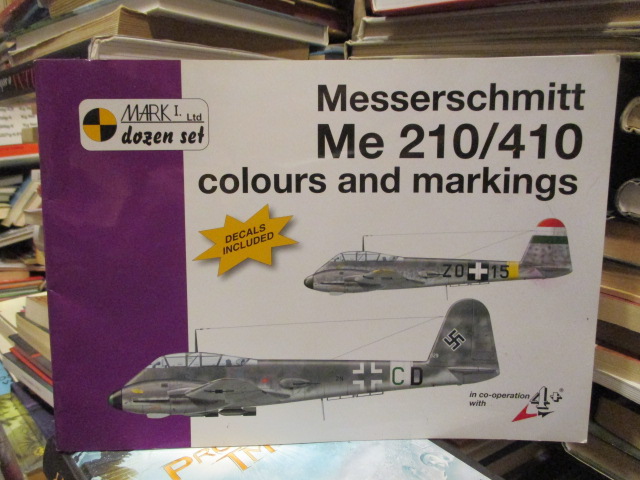 MARK I. Ltd
dozen set
Messerschmitt
Me 210/410
colours and markings
DECALS
INCLUDED
ZO 15
CD
in co-operation
with
4+